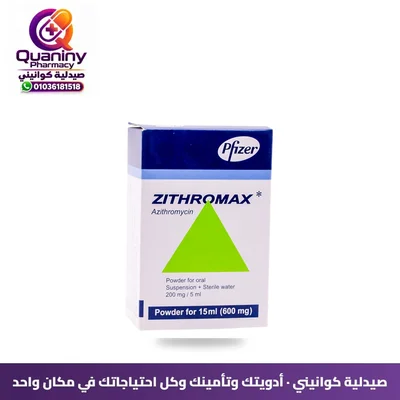 Quaniny
Pharmacy
صيدلية كوانيني
01036181518
Pfizer
ZITHROMAX *
Azithromycin
Powder for oral
Suspension + Sterile water
200 mg / 5 ml
Powder for 15ml (600 mg)
صيدلية كوانيني - أدويتك وتأمينك وكل احتياجاتك في مكان واحد